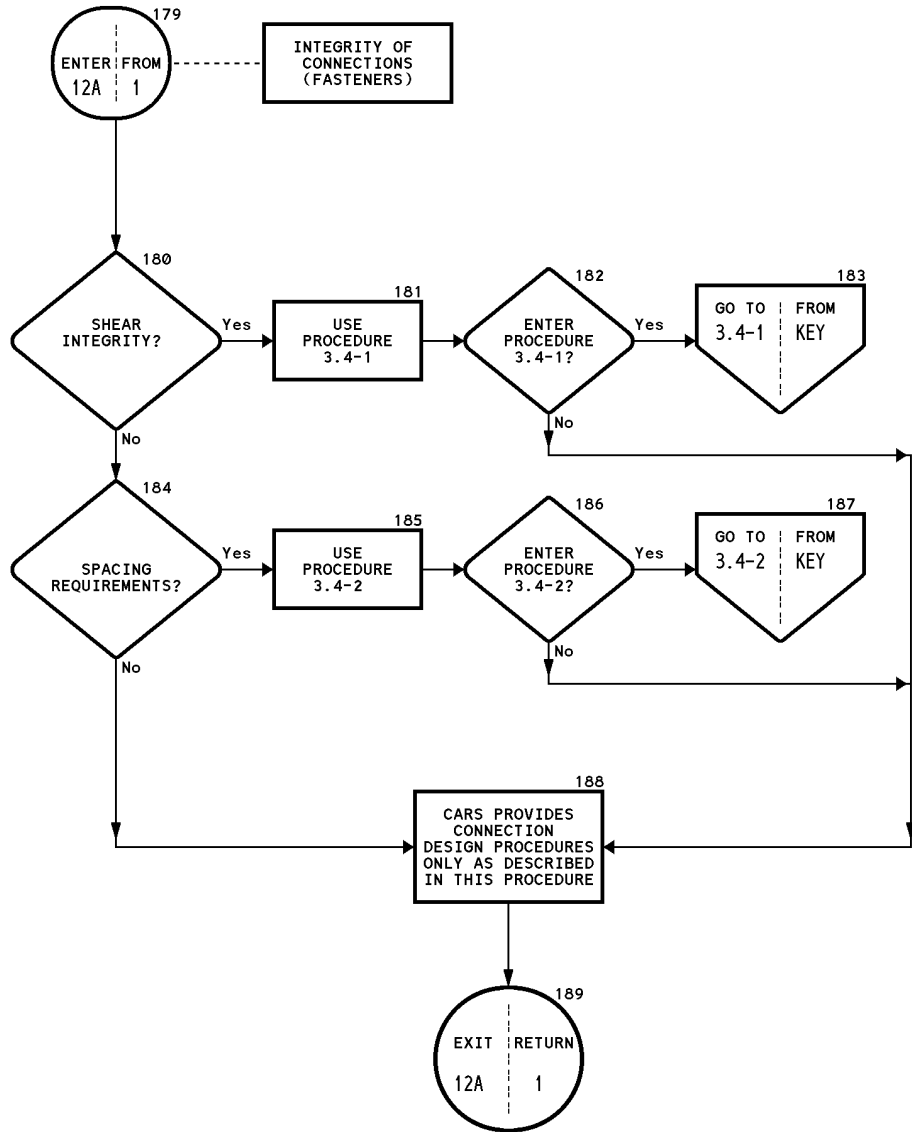 179
ENTER FROM
12A 1
INTEGRITY OF
CONNECTIONS
(FASTENERS)
180
SHEAR
INTEGRITY?
Yes
No
181
USE
PROCEDURE
3.4-1
182
ENTER
PROCEDURE
3.4-1?
Yes
No
183
GO TO FROM
3.4-1 KEY
184
SPACING
REQUIREMENTS?
Yes
No
185
USE
PROCEDURE
3.4-2
186
ENTER
PROCEDURE
3.4-2?
Yes
No
187
GO TO FROM
3.4-2 KEY
188
CARS PROVIDES
CONNECTION
DESIGN PROCEDURES
ONLY AS DESCRIBED
IN THIS PROCEDURE
189
EXIT RETURN
12A 1